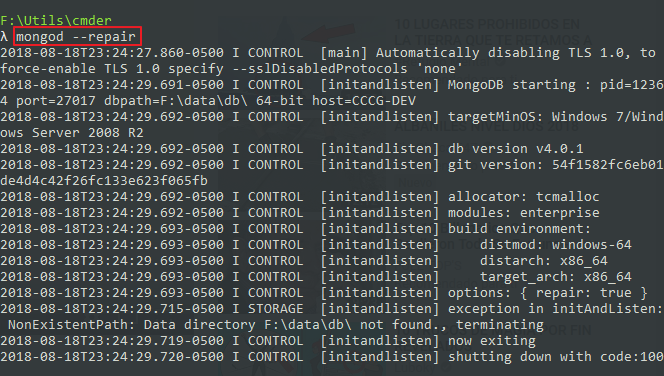 F:\Utils\cmder
λ mongod --repair
2018-08-18T23:24:27.860-0500 I CONTROL  [main] Automatically disabling TLS 1.0, to
force-enable TLS 1.0 specify --sslDisabledProtocols 'none'
2018-08-18T23:24:29.691-0500 I CONTROL  [initandlisten] MongoDB starting : pid=1236
4 port=27017 dbpath=F:\data\db\ 64-bit host=CCCG-DEV
2018-08-18T23:24:29.692-0500 I CONTROL  [initandlisten] targetMinOS: Windows 7/Wind
ows Server 2008 R2
2018-08-18T23:24:29.692-0500 I CONTROL  [initandlisten] db version v4.0.1
2018-08-18T23:24:29.692-0500 I CONTROL  [initandlisten] git version: 54f1582fc6eb01
de4d4c42f26fc133e623f065fb
2018-08-18T23:24:29.692-0500 I CONTROL  [initandlisten] allocator: tcmalloc
2018-08-18T23:24:29.692-0500 I CONTROL  [initandlisten] modules: enterprise
2018-08-18T23:24:29.693-0500 I CONTROL  [initandlisten] build environment:
2018-08-18T23:24:29.693-0500 I CONTROL  [initandlisten]     distmod: windows-64
2018-08-18T23:24:29.693-0500 I CONTROL  [initandlisten]     distarch: x86_64
2018-08-18T23:24:29.693-0500 I CONTROL  [initandlisten]     target_arch: x86_64
2018-08-18T23:24:29.693-0500 I CONTROL  [initandlisten] options: { repair: true }
2018-08-18T23:24:29.715-0500 I STORAGE  [initandlisten] exception in initAndListen:
 NonExistentPath: Data directory F:\data\db\ not found., terminating
2018-08-18T23:24:29.719-0500 I CONTROL  [initandlisten] now exiting
2018-08-18T23:24:29.720-0500 I CONTROL  [initandlisten] shutting down with code:100